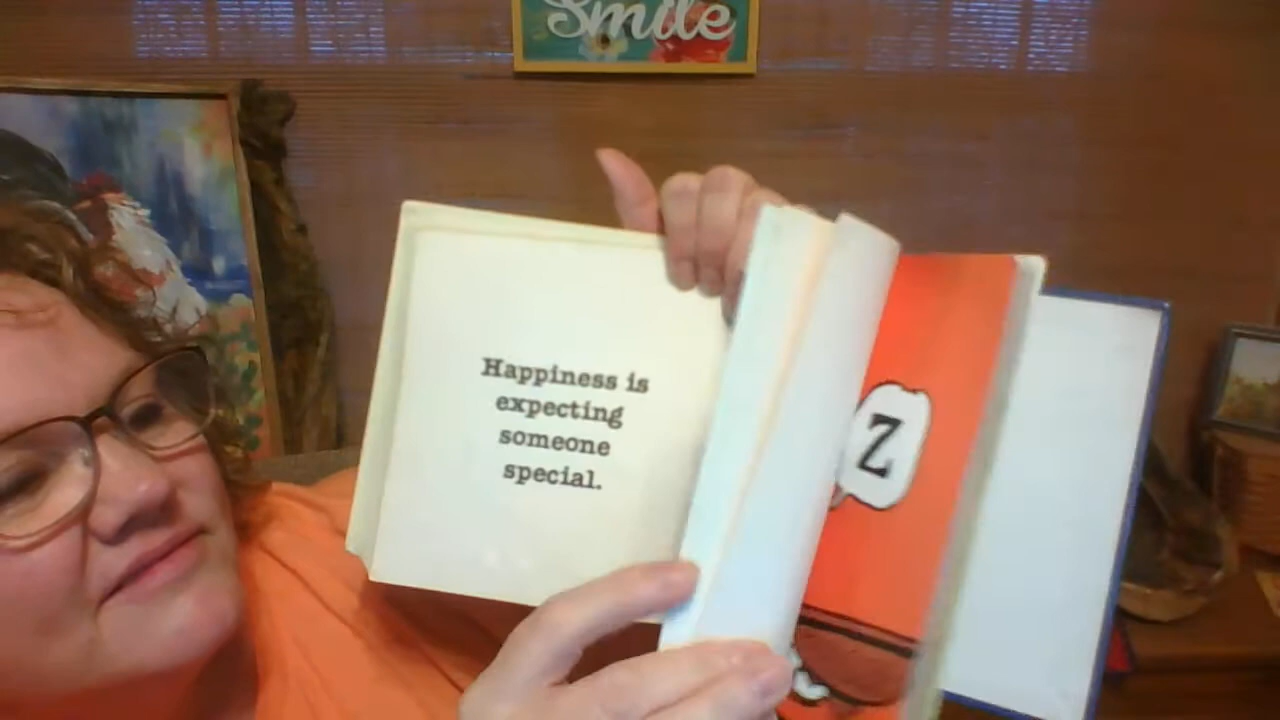 Smile
Happiness is
expecting
someone
special.
Z